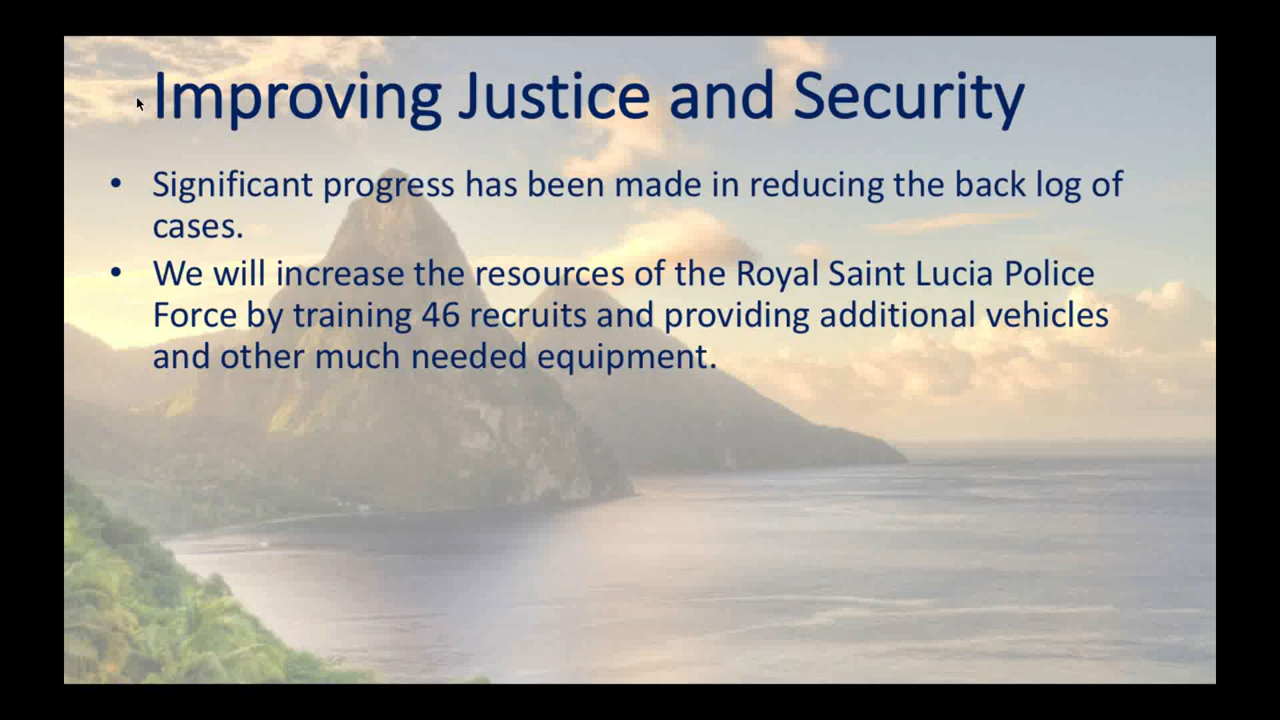 Improving Justice and Security
• Significant progress has been made in reducing the back log of
cases.
• We will increase the resources of the Royal Saint Lucia Police
Force by training 46 recruits and providing additional vehicles
and other much needed equipment.